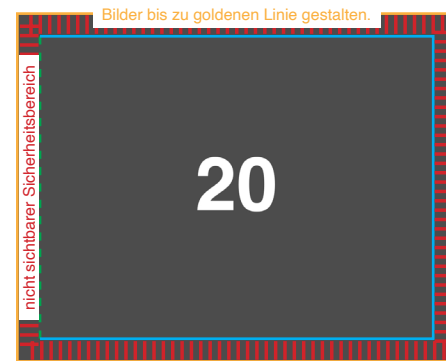 Bilder bis zu goldenen Linie gestalten.
nicht sichtbarer Sicherheitsbereich
20